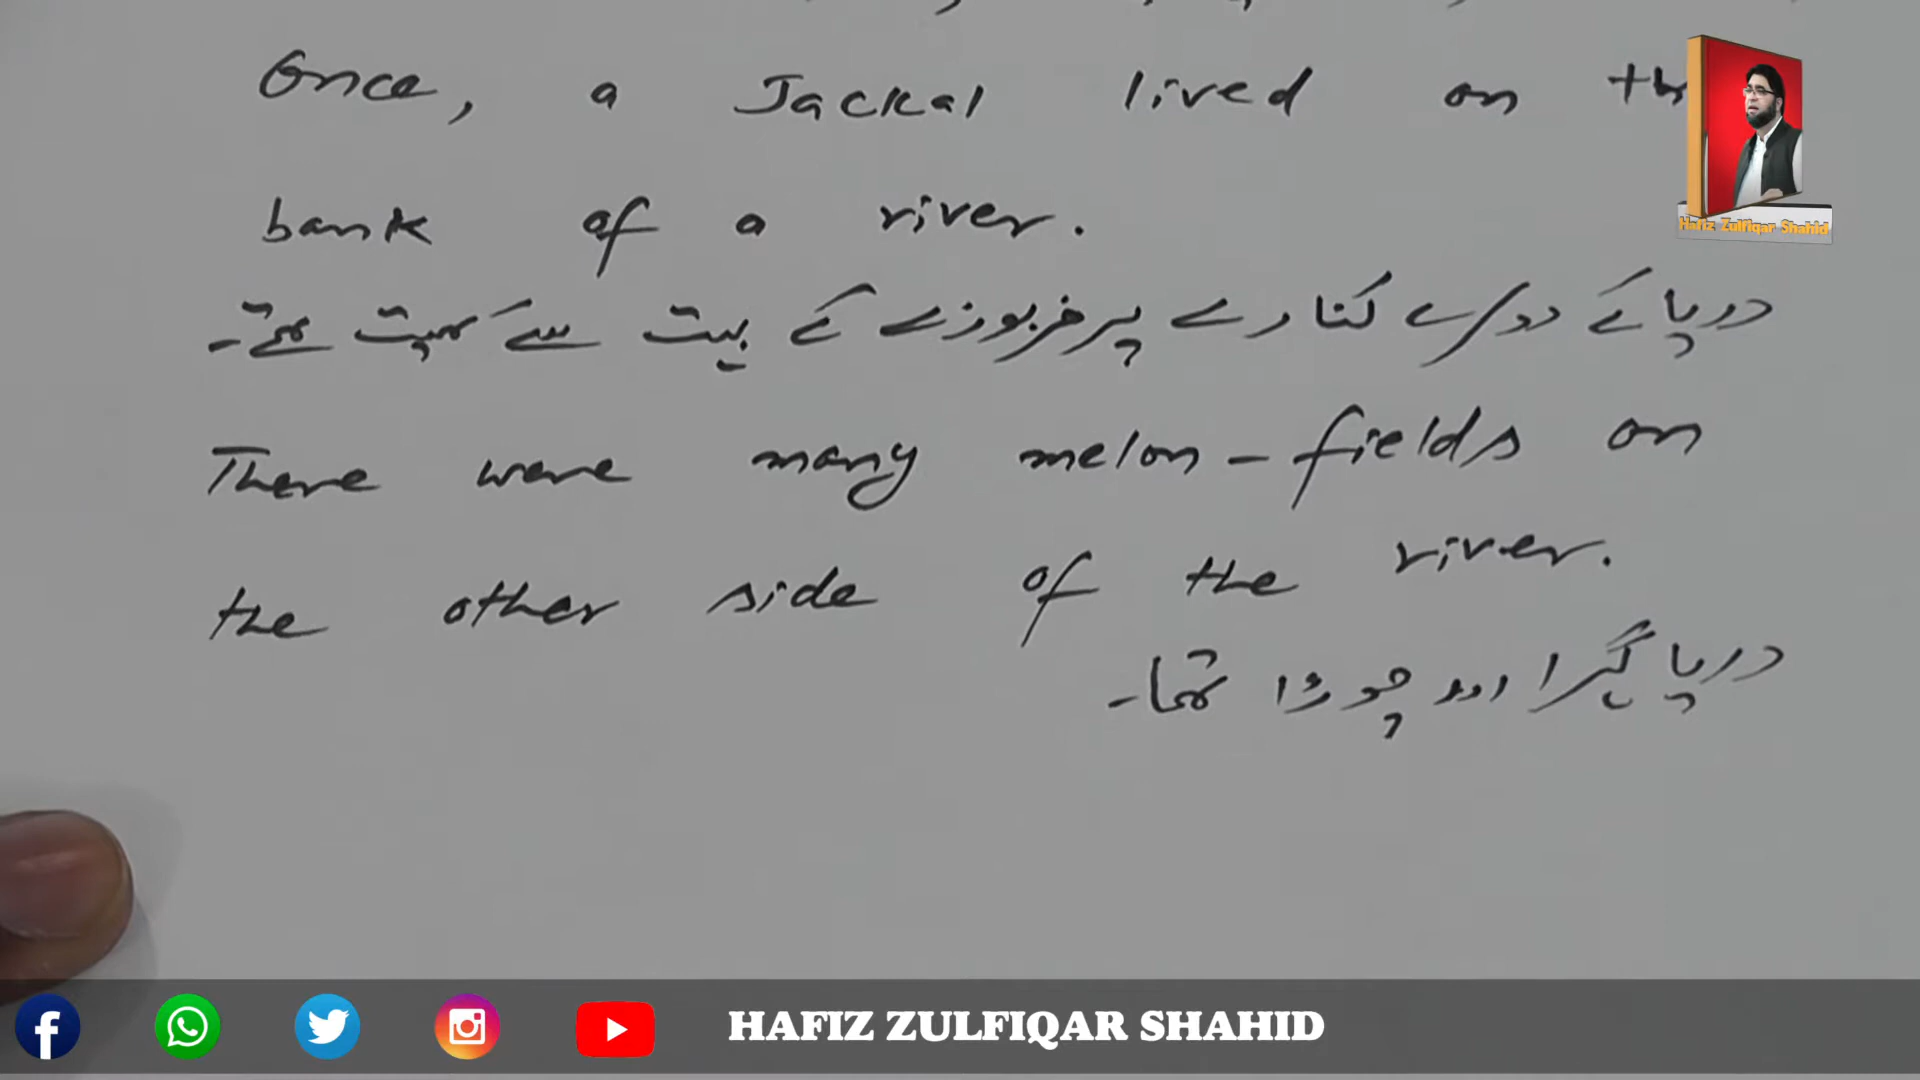 Once, a Jackal lived on the
bank of a river.
دریا کے دوسرے کنارے پر خربوزے کے بہت سے کھیت تھے۔
There were many melon-fields on
the other side of the river.
دریا گہرا اور چوڑا تھا۔
Hafiz Zulfiqar Shahid
HAFIZ ZULFIQAR SHAHID